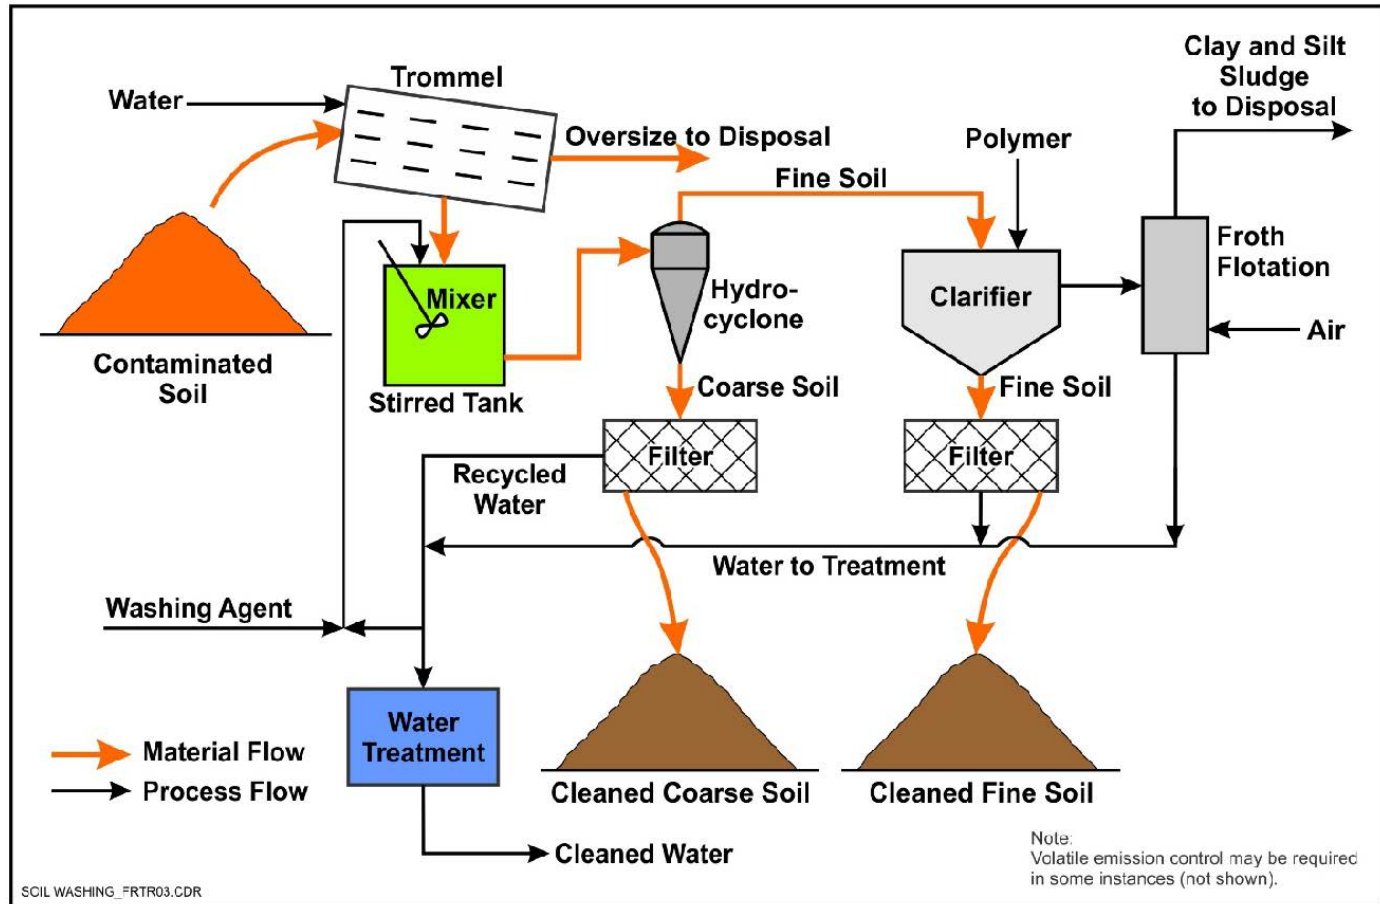 Trommel
Water
Oversize to Disposal
Clay and Silt
Sludge
to Disposal
Polymer
Fine Soil
Froth
Flotation
Mixer
Hydro-
cyclone
Clarifier
Air
Contaminated
Soil
Stirred Tank
Coarse Soil
Fine Soil
Filter
Filter
Recycled
Water
Water to Treatment
Washing Agent
Water
Treatment
Material Flow
Process Flow
Cleaned Coarse Soil
Cleaned Fine Soil
Cleaned Water
Note:
Volatile emission control may be required
in some instances (not shown).
SOIL WASHING_FRTR03.CDR